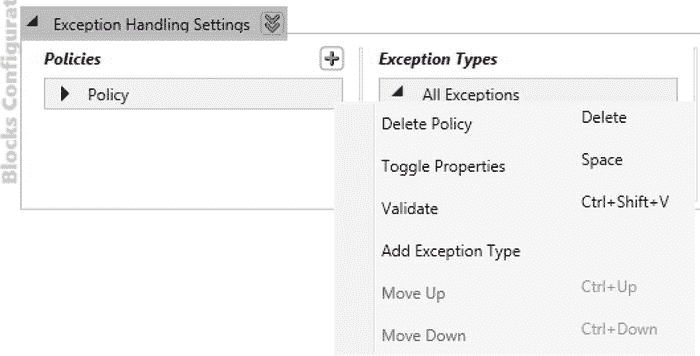 Blocks Configurat
Exception Handling Settings
Policies
Exception Types
Policy
All Exceptions
Delete Policy Delete
Toggle Properties Space
Validate Ctrl+Shift+V
Add Exception Type
Move Up Ctrl+Up
Move Down Ctrl+Down